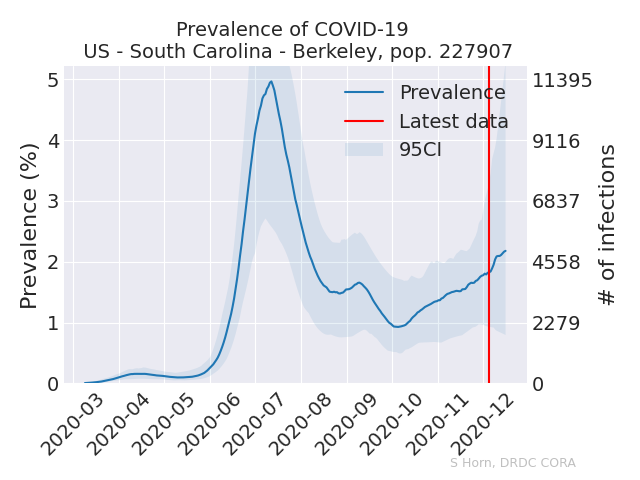 Prevalence of COVID-19
US - South Carolina - Berkeley, pop. 227907
Prevalence (%)
5
4
3
2
1
0
Prevalence
Latest data
95CI
11395
9116
6837
4558
2279
0
# of infections
2020-03
2020-04
2020-05
2020-06
2020-07
2020-08
2020-09
2020-10
2020-11
2020-12
S Horn, DRDC CORA